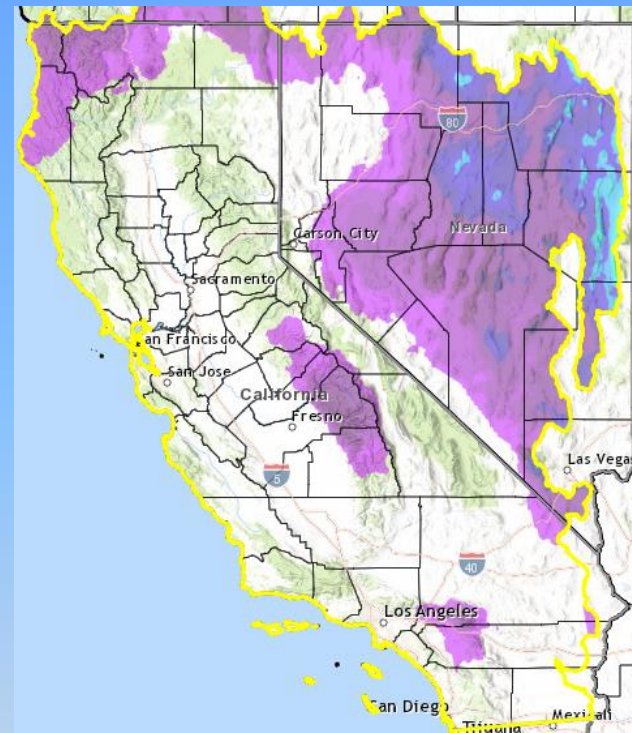 80
Nevada
Carson City
Sacramento
an Francisco
San Jose
California
Fresno
5
Las Vegas
40
Los Angeles
San Diego
Mexicali
Tijuana